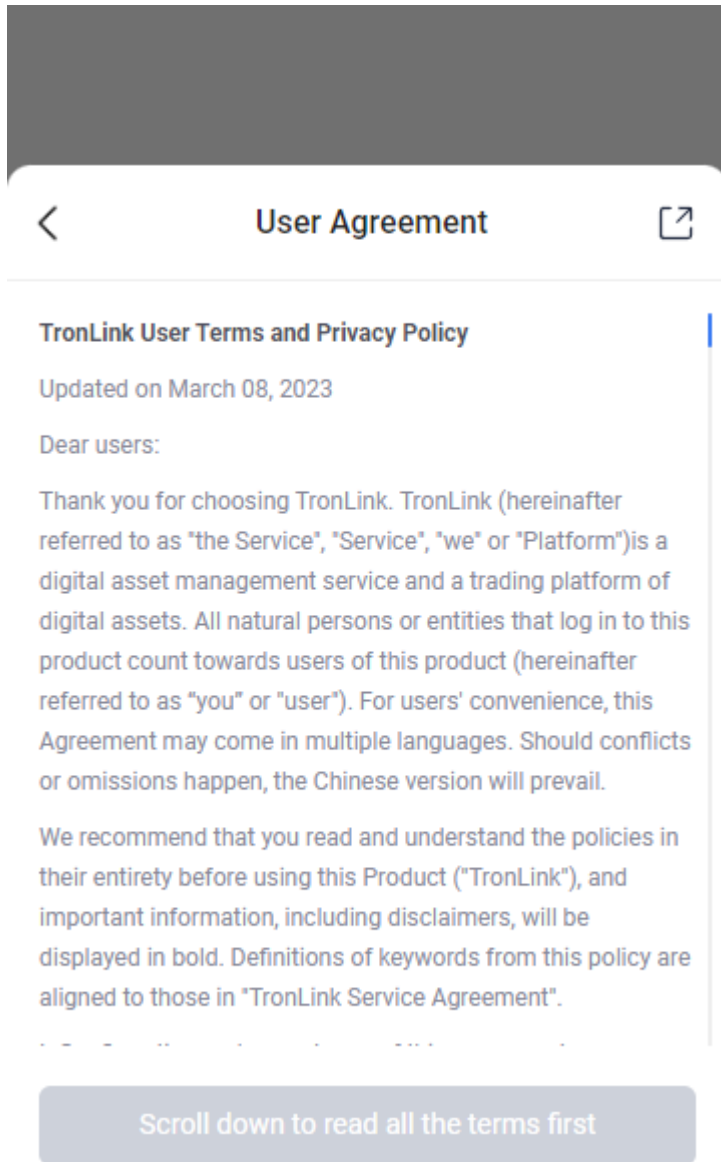 User Agreement
TronLink User Terms and Privacy Policy
Updated on March 08, 2023
Dear users:
Thank you for choosing TronLink. TronLink (hereinafter
referred to as "the Service", "Service", "we" or "Platform")is a
digital asset management service and a trading platform of
digital assets. All natural persons or entities that log in to this
product count towards users of this product (hereinafter
referred to as “you” or "user"). For users' convenience, this
Agreement may come in multiple languages. Should conflicts
or omissions happen, the Chinese version will prevail.
We recommend that you read and understand the policies in
their entirety before using this Product ("TronLink"), and
important information, including disclaimers, will be
displayed in bold. Definitions of keywords from this policy are
aligned to those in "TronLink Service Agreement".
Scroll down to read all the terms first